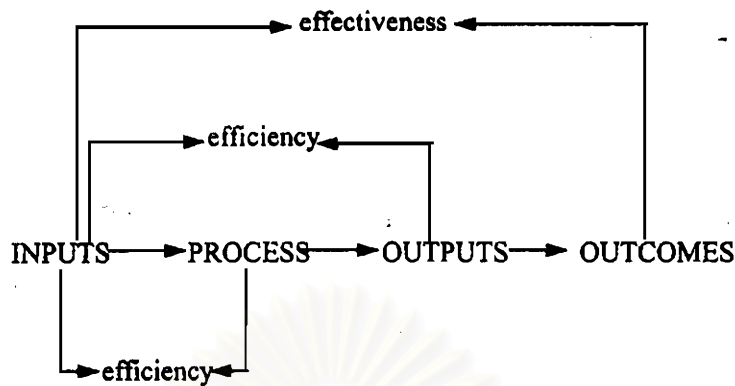 effectiveness
efficiency
INPUTS PROCESS OUTPUTS OUTCOMES
efficiency